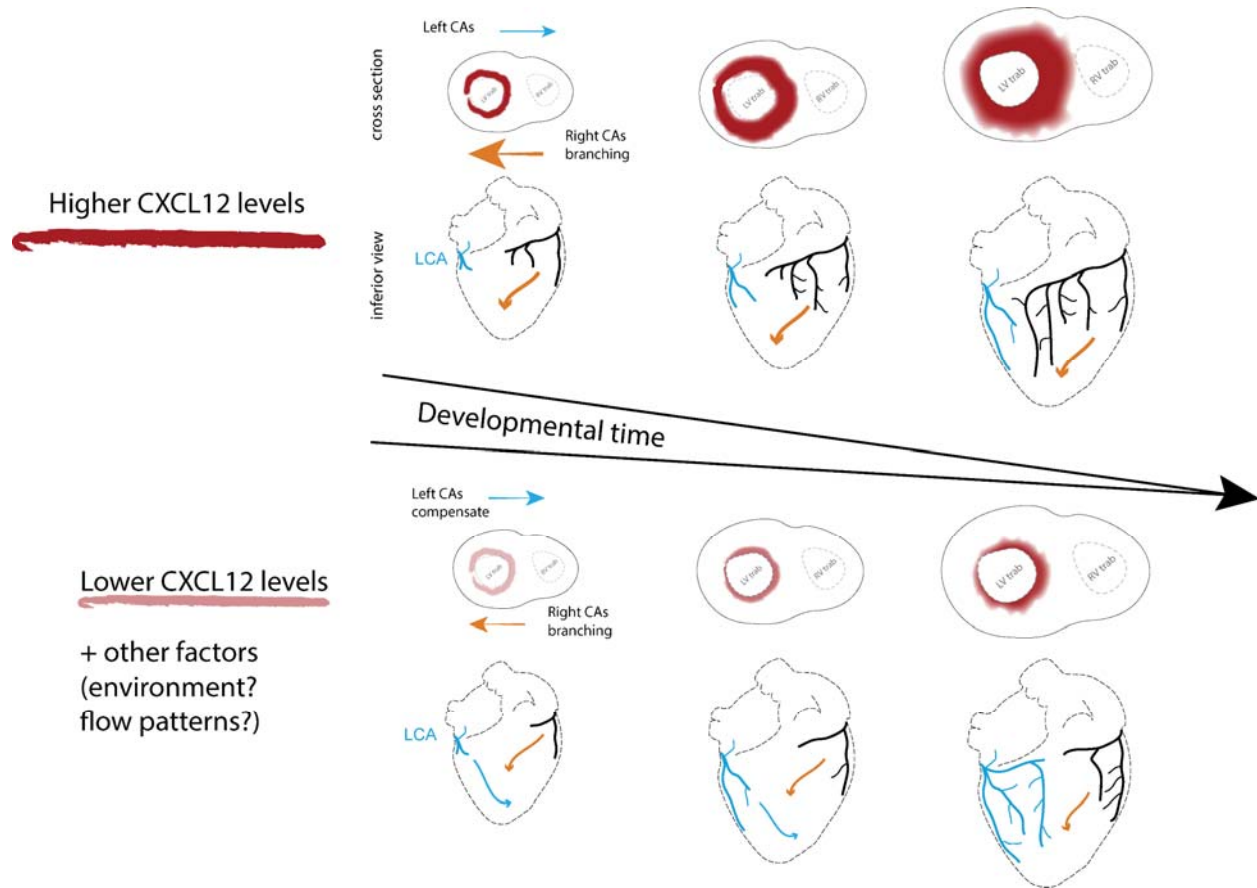 Left CAs
cross section
LV trab
RV trab
LV trab
RV trab
LV trab
RV trab
Right CAs
branching
Higher CXCL12 levels
inferior view
LCA
Developmental time
Left CAs
compensate
LV trab
RV trab
LV trab
RV trab
LV trab
RV trab
Right CAs
branching
Lower CXCL12 levels
+ other factors
(environment?
flow patterns?)
LCA